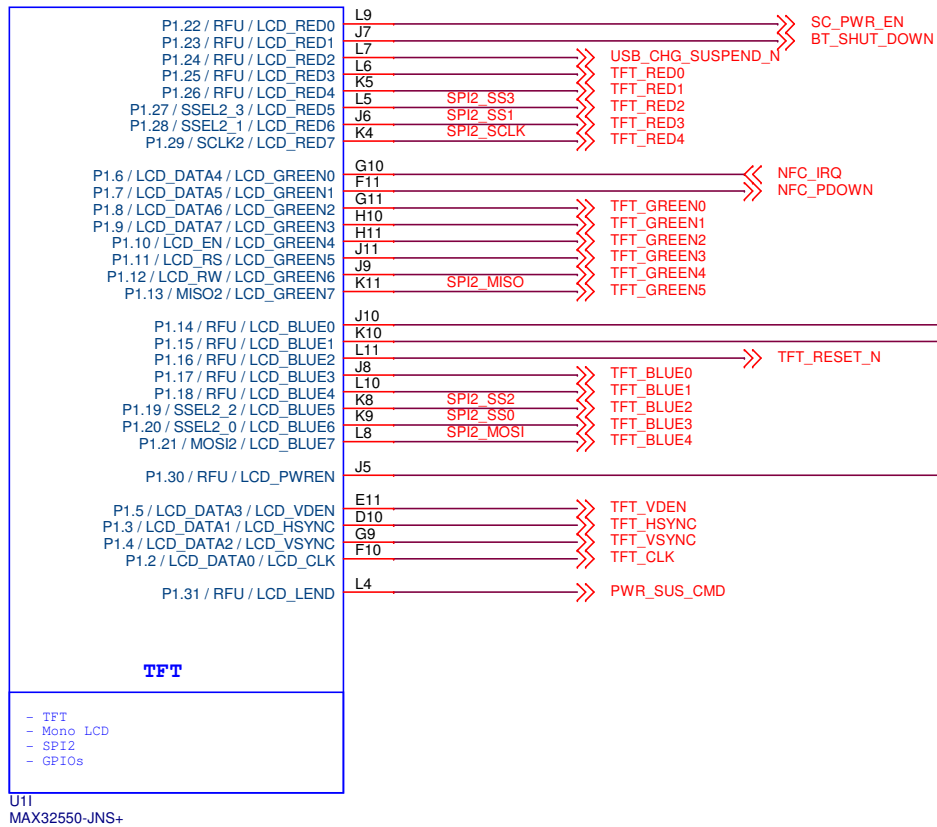 P1.22 / RFU / LCD_RED0 L9 SC_PWR_EN
P1.23 / RFU / LCD_RED1 J7 BT_SHUT_DOWN
P1.24 / RFU / LCD_RED2 L7 USB_CHG_SUSPEND_N
P1.25 / RFU / LCD_RED3 L6 TFT_RED0
P1.26 / RFU / LCD_RED4 K5 TFT_RED1
P1.27 / SSEL2_3 / LCD_RED5 L5 SPI2_SS3 TFT_RED2
P1.28 / SSEL2_1 / LCD_RED6 J6 SPI2_SS1 TFT_RED3
P1.29 / SCLK2 / LCD_RED7 K4 SPI2_SCLK TFT_RED4
P1.6 / LCD_DATA4 / LCD_GREEN0 G10 NFC_IRQ
P1.7 / LCD_DATA5 / LCD_GREEN1 F11 NFC_PDOWN
P1.8 / LCD_DATA6 / LCD_GREEN2 G11 TFT_GREEN0
P1.9 / LCD_DATA7 / LCD_GREEN3 H10 TFT_GREEN1
P1.10 / LCD_EN / LCD_GREEN4 H11 TFT_GREEN2
P1.11 / LCD_RS / LCD_GREEN5 J11 TFT_GREEN3
P1.12 / LCD_RW / LCD_GREEN6 J9 TFT_GREEN4
P1.13 / MISO2 / LCD_GREEN7 K11 SPI2_MISO TFT_GREEN5
P1.14 / RFU / LCD_BLUE0 J10
P1.15 / RFU / LCD_BLUE1 K10
P1.16 / RFU / LCD_BLUE2 L11 TFT_RESET_N
P1.17 / RFU / LCD_BLUE3 J8 TFT_BLUE0
P1.18 / RFU / LCD_BLUE4 L10 TFT_BLUE1
P1.19 / SSEL2_2 / LCD_BLUE5 K8 SPI2_SS2 TFT_BLUE2
P1.20 / SSEL2_0 / LCD_BLUE6 K9 SPI2_SS0 TFT_BLUE3
P1.21 / MOSI2 / LCD_BLUE7 L8 SPI2_MOSI TFT_BLUE4
P1.30 / RFU / LCD_PWREN J5
P1.5 / LCD_DATA3 / LCD_VDEN E11 TFT_VDEN
P1.3 / LCD_DATA1 / LCD_HSYNC D10 TFT_HSYNC
P1.4 / LCD_DATA2 / LCD_VSYNC G9 TFT_VSYNC
P1.2 / LCD_DATA0 / LCD_CLK F10 TFT_CLK
P1.31 / RFU / LCD_LEND L4 PWR_SUS_CMD
TFT
- TFT
- Mono LCD
- SPI2
- GPIOs
U1I
MAX32550-JNS+